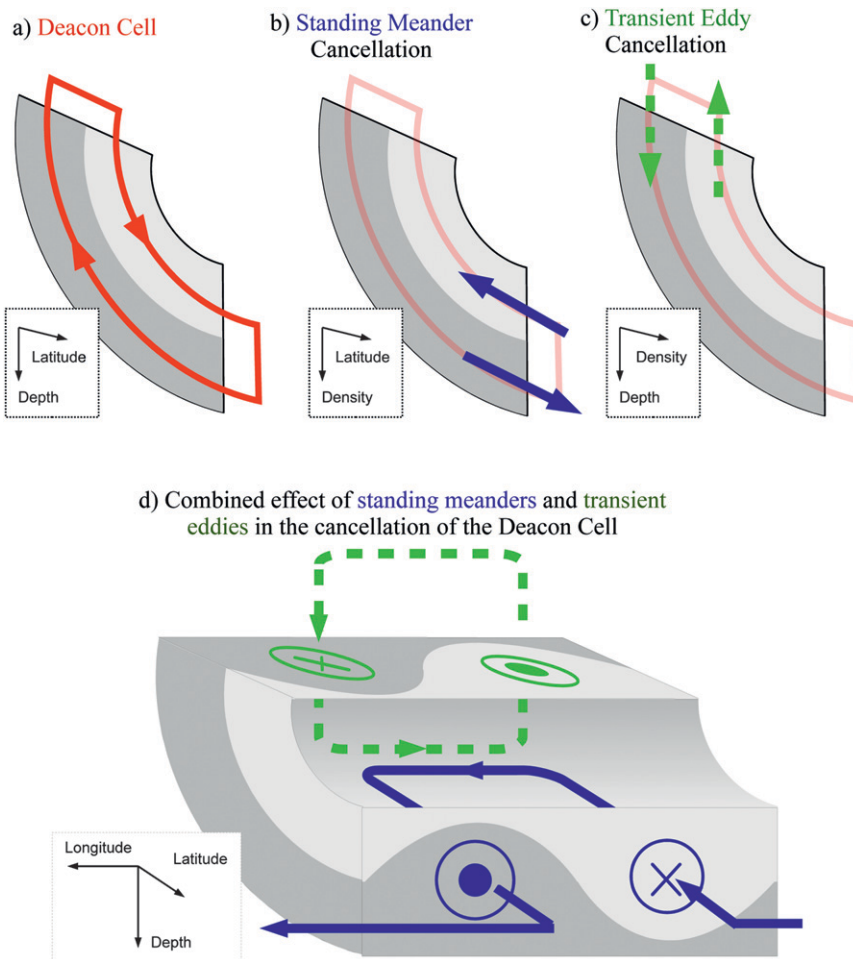 a) Deacon Cell
b) Standing Meander
Cancellation
c) Transient Eddy
Cancellation
Latitude
Depth
Latitude
Density
Density
Depth
d) Combined effect of standing meanders and transient
eddies in the cancellation of the Deacon Cell
Longitude
Latitude
Depth